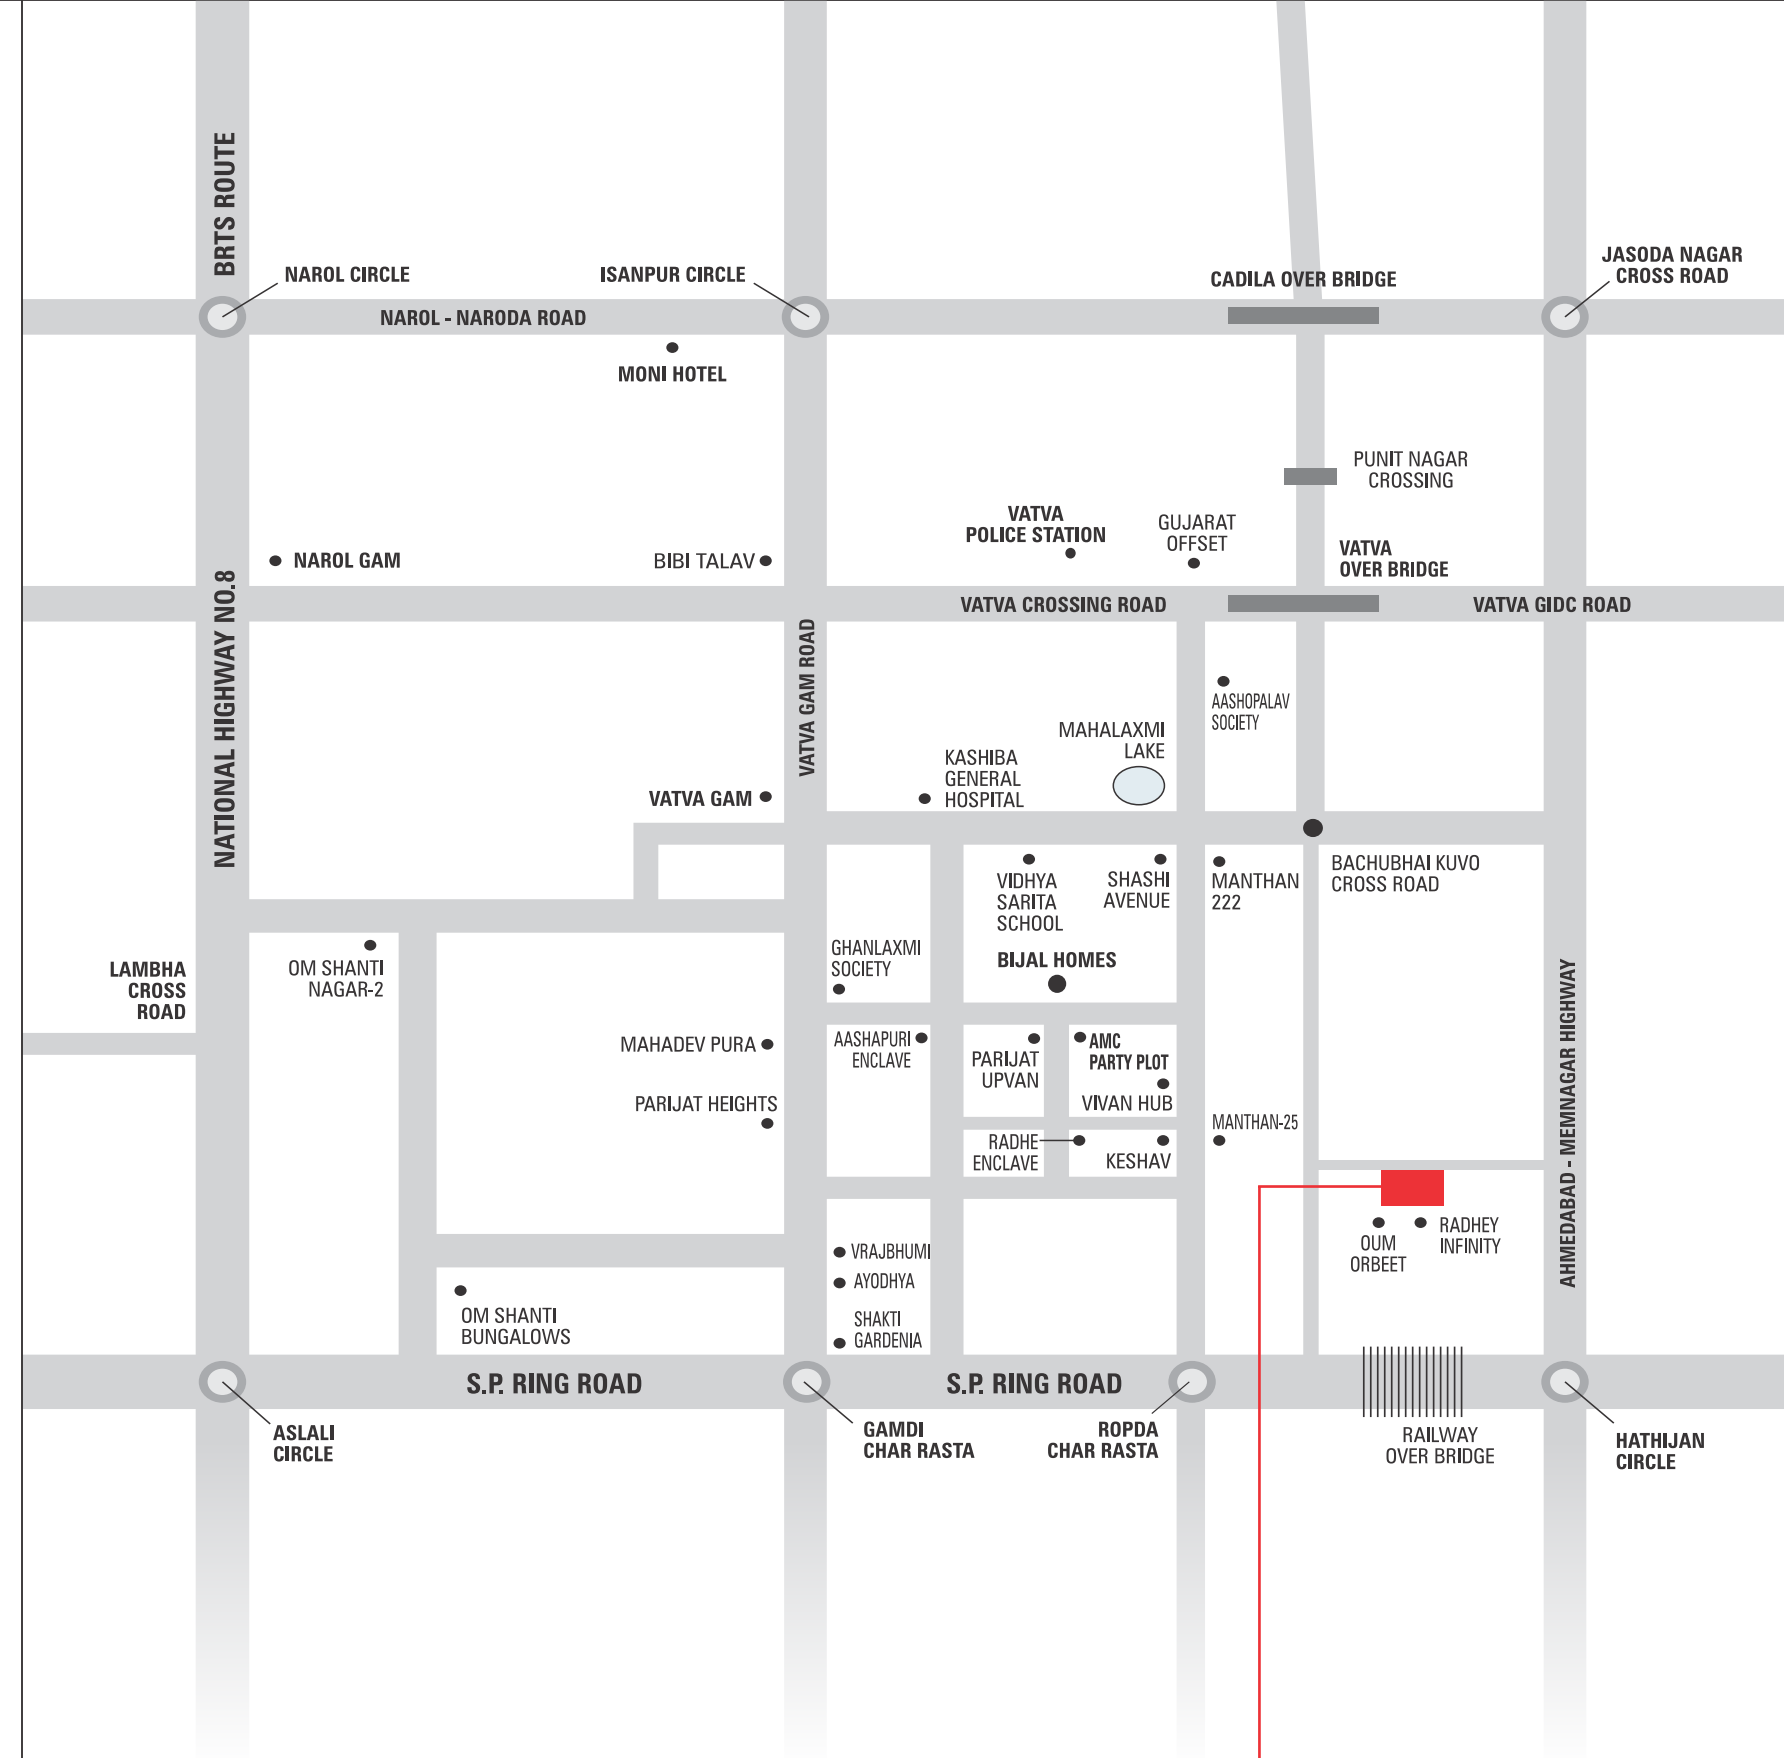 BRTS ROUTE
NAROL CIRCLE
ISANPUR CIRCLE
CADILA OVER BRIDGE
JASODA NAGAR
CROSS ROAD
NAROL - NARODA ROAD
MONI HOTEL
PUNIT NAGAR
CROSSING
VATVA
POLICE STATION
GUJARAT
OFFSET
VATVA
OVER BRIDGE
NAROL GAM
BIBI TALAV
NATIONAL HIGHWAY NO.8
VATVA CROSSING ROAD
VATVA GIDC ROAD
VATVA GAM ROAD
AASHOPALAV
SOCIETY
MAHALAXMI
LAKE
KASHIBA
GENERAL
HOSPITAL
VATVA GAM
VIDHYA
SARITA
SCHOOL
SHASHI
AVENUE
MANTHAN
222
BACHUBHAI KUVO
CROSS ROAD
LAMBHA
CROSS
ROAD
OM SHANTI
NAGAR-2
GHANLAXMI
SOCIETY
BIJAL HOMES
AHMEDABAD - MEMNAGAR HIGHWAY
MAHADEV PURA
AASHAPURI
ENCLAVE
PARIJAT
UPVAN
AMC
PARTY PLOT
VIVAN HUB
PARIJAT HEIGHTS
RADHE
ENCLAVE
KESHAV
MANTHAN-25
OUM
ORBEET
RADHEY
INFINITY
VRAJBHUMI
AYODHYA
SHAKTI
GARDENIA
OM SHANTI
BUNGALOWS
S.P. RING ROAD
S.P. RING ROAD
ASLALI
CIRCLE
GAMDI
CHAR RASTA
ROPDA
CHAR RASTA
RAILWAY
OVER BRIDGE
HATHIJAN
CIRCLE